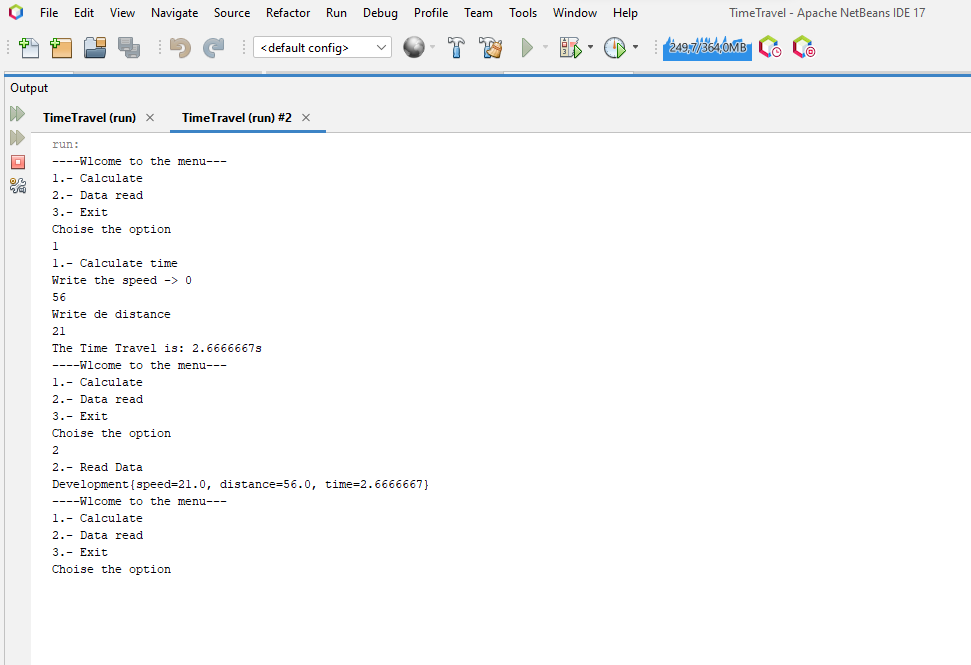 File Edit View Navigate Source Refactor Run Debug Profile Team Tools Window Help TimeTravel - Apache NetBeans IDE 17
<default config> 249,7/364,0MB
Output
TimeTravel (run) × TimeTravel (run) #2 ×
run:
----Wlcome to the menu---
1.- Calculate
2.- Data read
3.- Exit
Choise the option
1
1.- Calculate time
Write the speed -> 0
56
Write de distance
21
The Time Travel is: 2.6666667s
----Wlcome to the menu---
1.- Calculate
2.- Data read
3.- Exit
Choise the option
2
2.- Read Data
Development{speed=21.0, distance=56.0, time=2.6666667}
----Wlcome to the menu---
1.- Calculate
2.- Data read
3.- Exit
Choise the option